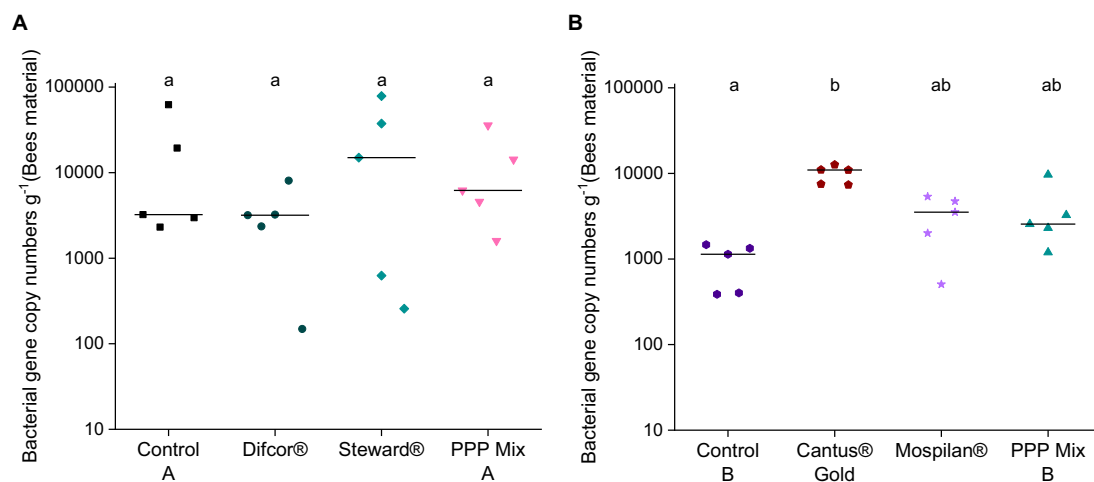 A
Bacterial gene copy numbers g⁻¹(Bees material)
100000
10000
1000
100
10
a a a a
Control Difcor® Steward® PPP Mix
A A
B
Bacterial gene copy numbers g⁻¹(Bees material)
100000
10000
1000
100
10
a b ab ab
Control Cantus® Mospilan® PPP Mix
B Gold B